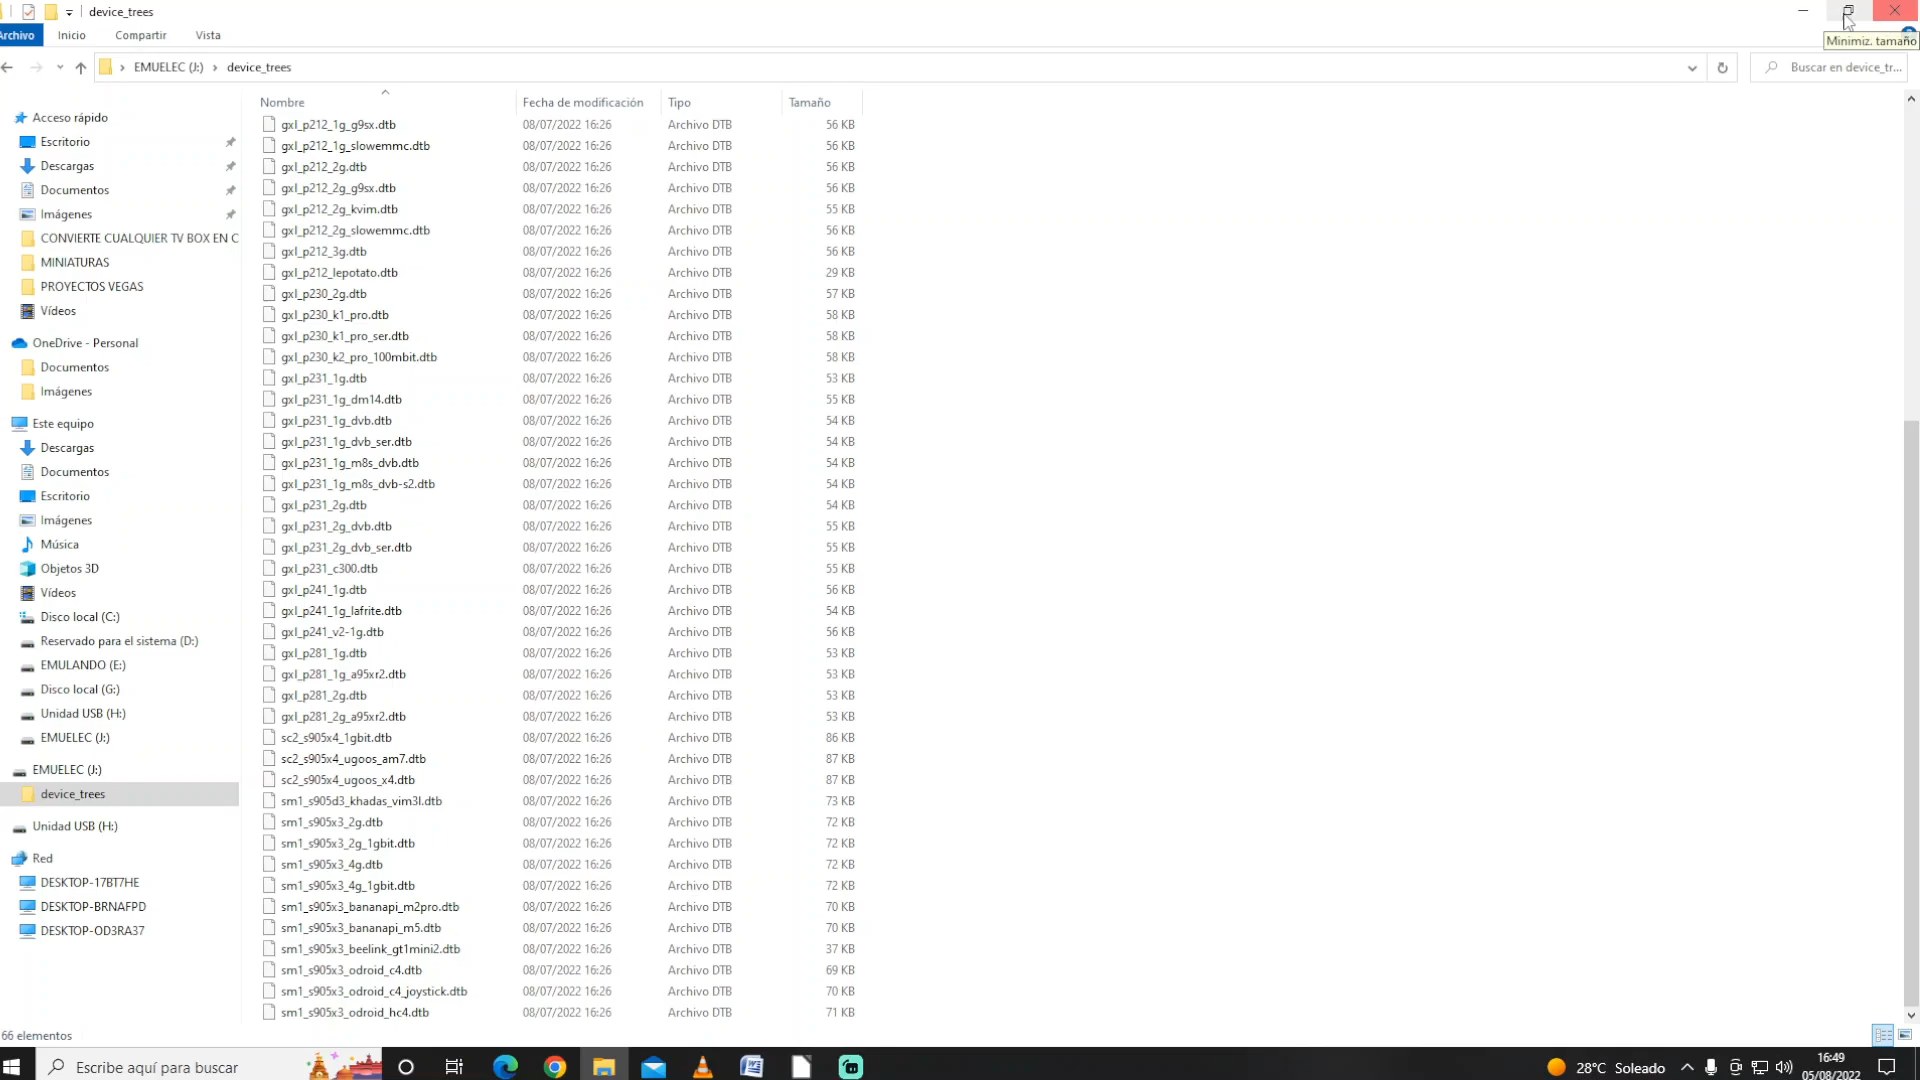 device_trees
Archivo Inicio Compartir Vista
Minimiz. tamaño
EMUELEC (J:) device_trees
Buscar en device_tr...
Acceso rápido
Escritorio
Descargas
Documentos
Imágenes
CONVIERTE CUALQUIER TV BOX EN C
MINIATURAS
PROYECTOS VEGAS
Vídeos
OneDrive - Personal
Documentos
Imágenes
Este equipo
Descargas
Documentos
Escritorio
Imágenes
Música
Objetos 3D
Vídeos
Disco local (C:)
Reservado para el sistema (D:)
EMULANDO (E:)
Disco local (G:)
Unidad USB (H:)
EMUELEC (J:)
EMUELEC (J:)
device_trees
Unidad USB (H:)
Red
DESKTOP-17BT7HE
DESKTOP-BRNAFPD
DESKTOP-OD3RA37
Nombre Fecha de modificación Tipo Tamaño
gxl_p212_1g_g9sx.dtb 08/07/2022 16:26 Archivo DTB 56 KB
gxl_p212_1g_slowemmc.dtb 08/07/2022 16:26 Archivo DTB 56 KB
gxl_p212_2g.dtb 08/07/2022 16:26 Archivo DTB 56 KB
gxl_p212_2g_g9sx.dtb 08/07/2022 16:26 Archivo DTB 56 KB
gxl_p212_2g_kvim.dtb 08/07/2022 16:26 Archivo DTB 55 KB
gxl_p212_2g_slowemmc.dtb 08/07/2022 16:26 Archivo DTB 56 KB
gxl_p212_3g.dtb 08/07/2022 16:26 Archivo DTB 56 KB
gxl_p212_lepotato.dtb 08/07/2022 16:26 Archivo DTB 29 KB
gxl_p230_2g.dtb 08/07/2022 16:26 Archivo DTB 57 KB
gxl_p230_k1_pro.dtb 08/07/2022 16:26 Archivo DTB 58 KB
gxl_p230_k1_pro_ser.dtb 08/07/2022 16:26 Archivo DTB 58 KB
gxl_p230_k2_pro_100mbit.dtb 08/07/2022 16:26 Archivo DTB 58 KB
gxl_p231_1g.dtb 08/07/2022 16:26 Archivo DTB 53 KB
gxl_p231_1g_dm14.dtb 08/07/2022 16:26 Archivo DTB 55 KB
gxl_p231_1g_dvb.dtb 08/07/2022 16:26 Archivo DTB 54 KB
gxl_p231_1g_dvb_ser.dtb 08/07/2022 16:26 Archivo DTB 54 KB
gxl_p231_1g_m8s_dvb.dtb 08/07/2022 16:26 Archivo DTB 54 KB
gxl_p231_1g_m8s_dvb-s2.dtb 08/07/2022 16:26 Archivo DTB 54 KB
gxl_p231_2g.dtb 08/07/2022 16:26 Archivo DTB 54 KB
gxl_p231_2g_dvb.dtb 08/07/2022 16:26 Archivo DTB 55 KB
gxl_p231_2g_dvb_ser.dtb 08/07/2022 16:26 Archivo DTB 55 KB
gxl_p231_c300.dtb 08/07/2022 16:26 Archivo DTB 55 KB
gxl_p241_1g.dtb 08/07/2022 16:26 Archivo DTB 56 KB
gxl_p241_1g_lafrite.dtb 08/07/2022 16:26 Archivo DTB 54 KB
gxl_p241_v2-1g.dtb 08/07/2022 16:26 Archivo DTB 56 KB
gxl_p281_1g.dtb 08/07/2022 16:26 Archivo DTB 53 KB
gxl_p281_1g_a95xr2.dtb 08/07/2022 16:26 Archivo DTB 53 KB
gxl_p281_2g.dtb 08/07/2022 16:26 Archivo DTB 53 KB
gxl_p281_2g_a95xr2.dtb 08/07/2022 16:26 Archivo DTB 53 KB
sc2_s905x4_1gbit.dtb 08/07/2022 16:26 Archivo DTB 86 KB
sc2_s905x4_ugoos_am7.dtb 08/07/2022 16:26 Archivo DTB 87 KB
sc2_s905x4_ugoos_x4.dtb 08/07/2022 16:26 Archivo DTB 87 KB
sm1_s905d3_khadas_vim3l.dtb 08/07/2022 16:26 Archivo DTB 73 KB
sm1_s905x3_2g.dtb 08/07/2022 16:26 Archivo DTB 72 KB
sm1_s905x3_2g_1gbit.dtb 08/07/2022 16:26 Archivo DTB 72 KB
sm1_s905x3_4g.dtb 08/07/2022 16:26 Archivo DTB 72 KB
sm1_s905x3_4g_1gbit.dtb 08/07/2022 16:26 Archivo DTB 72 KB
sm1_s905x3_bananapi_m2pro.dtb 08/07/2022 16:26 Archivo DTB 70 KB
sm1_s905x3_bananapi_m5.dtb 08/07/2022 16:26 Archivo DTB 70 KB
sm1_s905x3_beelink_gt1mini2.dtb 08/07/2022 16:26 Archivo DTB 37 KB
sm1_s905x3_odroid_c4.dtb 08/07/2022 16:26 Archivo DTB 69 KB
sm1_s905x3_odroid_c4_joystick.dtb 08/07/2022 16:26 Archivo DTB 70 KB
sm1_s905x3_odroid_hc4.dtb 08/07/2022 16:26 Archivo DTB 71 KB
66 elementos
Escribe aquí para buscar
28°C Soleado
16:49
05/08/2022